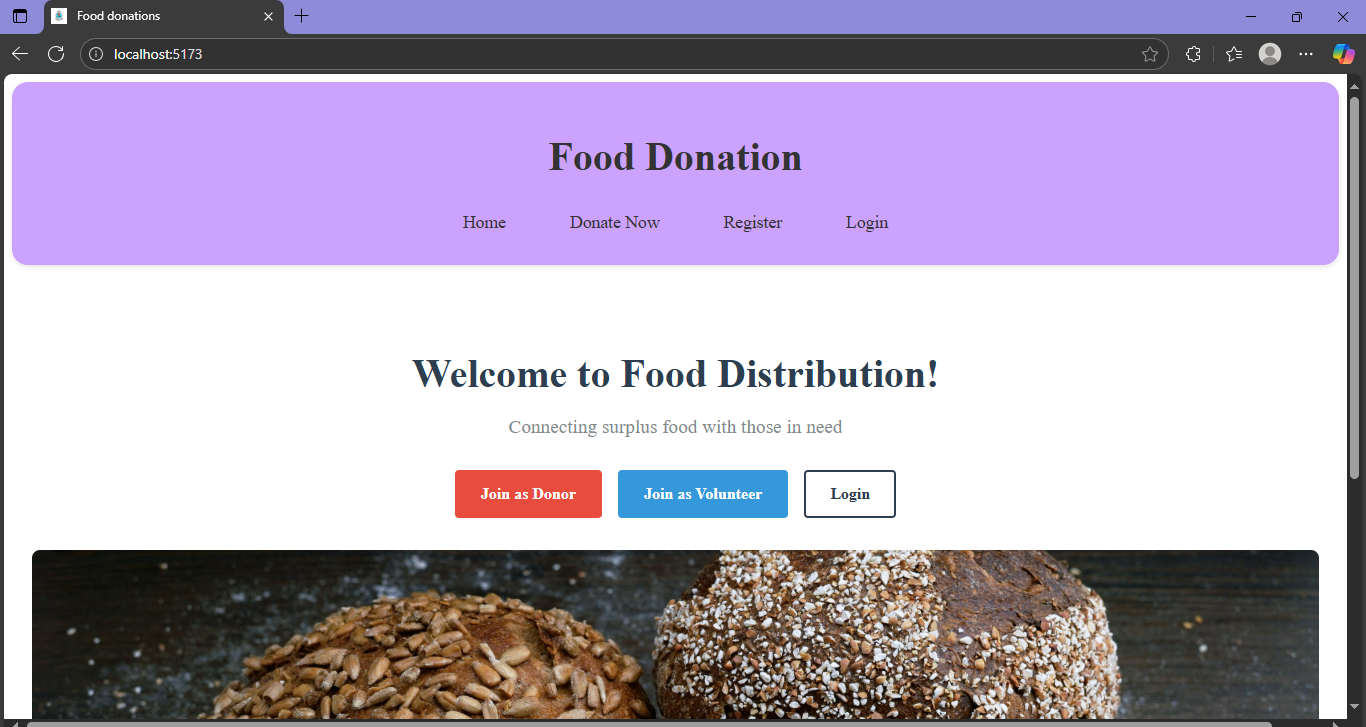 Food donations
localhost:5173
Food Donation
Home Donate Now Register Login
Welcome to Food Distribution!
Connecting surplus food with those in need
Join as Donor Join as Volunteer Login